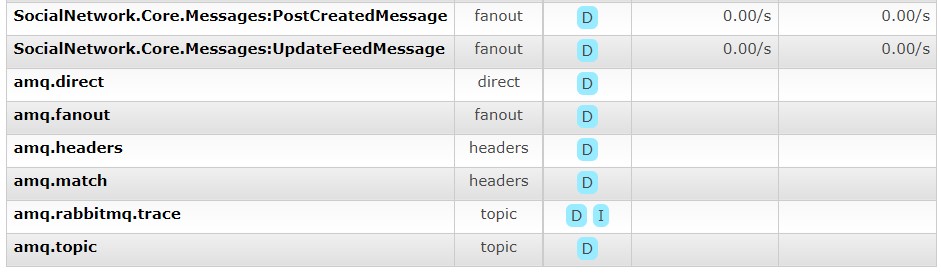 SocialNetwork.Core.Messages:PostCreatedMessage fanout D 0.00/s 0.00/s
SocialNetwork.Core.Messages:UpdateFeedMessage fanout D 0.00/s 0.00/s
amq.direct direct D
amq.fanout fanout D
amq.headers headers D
amq.match headers D
amq.rabbitmq.trace topic D I
amq.topic topic D